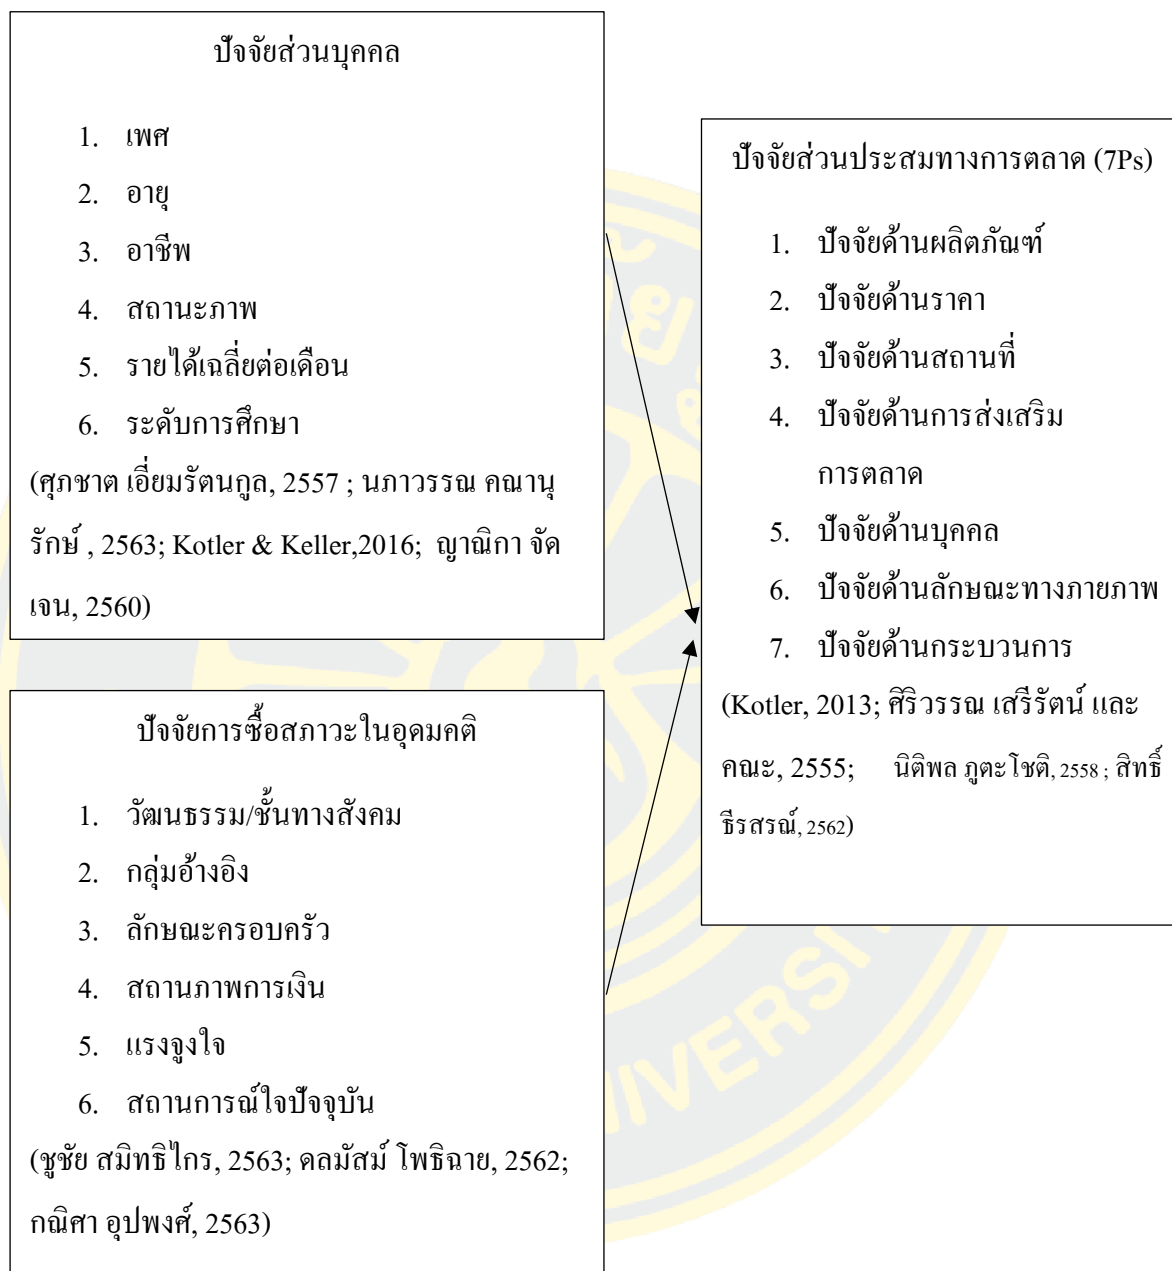 ปัจจัยส่วนบุคคล
1. เพศ
2. อายุ
3. อาชีพ
4. สถานะภาพ
5. รายได้เฉลี่ยต่อเดือน
6. ระดับการศึกษา
(ศุภชาต เอี่ยมรัตนกูล, 2557 ; นภาวรรณ คณานุ
รักษ์ , 2563; Kotler & Keller,2016; ญาณิกา จัด
เจน, 2560)
ปัจจัยการซื้อสภาวะในอุดมคติ
1. วัฒนธรรม/ชั้นทางสังคม
2. กลุ่มอ้างอิง
3. ลักษณะครอบครัว
4. สถานภาพการเงิน
5. แรงจูงใจ
6. สถานการณ์ใจปัจจุบัน
(ชูชัย สมิทธิไกร, 2563; ดลมัสม์ โพธิฉาย, 2562;
กณิศา อุปพงศ์, 2563)
ปัจจัยส่วนประสมทางการตลาด (7Ps)
1. ปัจจัยด้านผลิตภัณฑ์
2. ปัจจัยด้านราคา
3. ปัจจัยด้านสถานที่
4. ปัจจัยด้านการส่งเสริม
การตลาด
5. ปัจจัยด้านบุคคล
6. ปัจจัยด้านลักษณะทางภายภาพ
7. ปัจจัยด้านกระบวนการ
(Kotler, 2013; ศิริวรรณ เสรีรัตน์ และ
คณะ, 2555; นิติพล ภูตะโชติ, 2558 ; สิทธิ์
ธีรสรณ์, 2562)